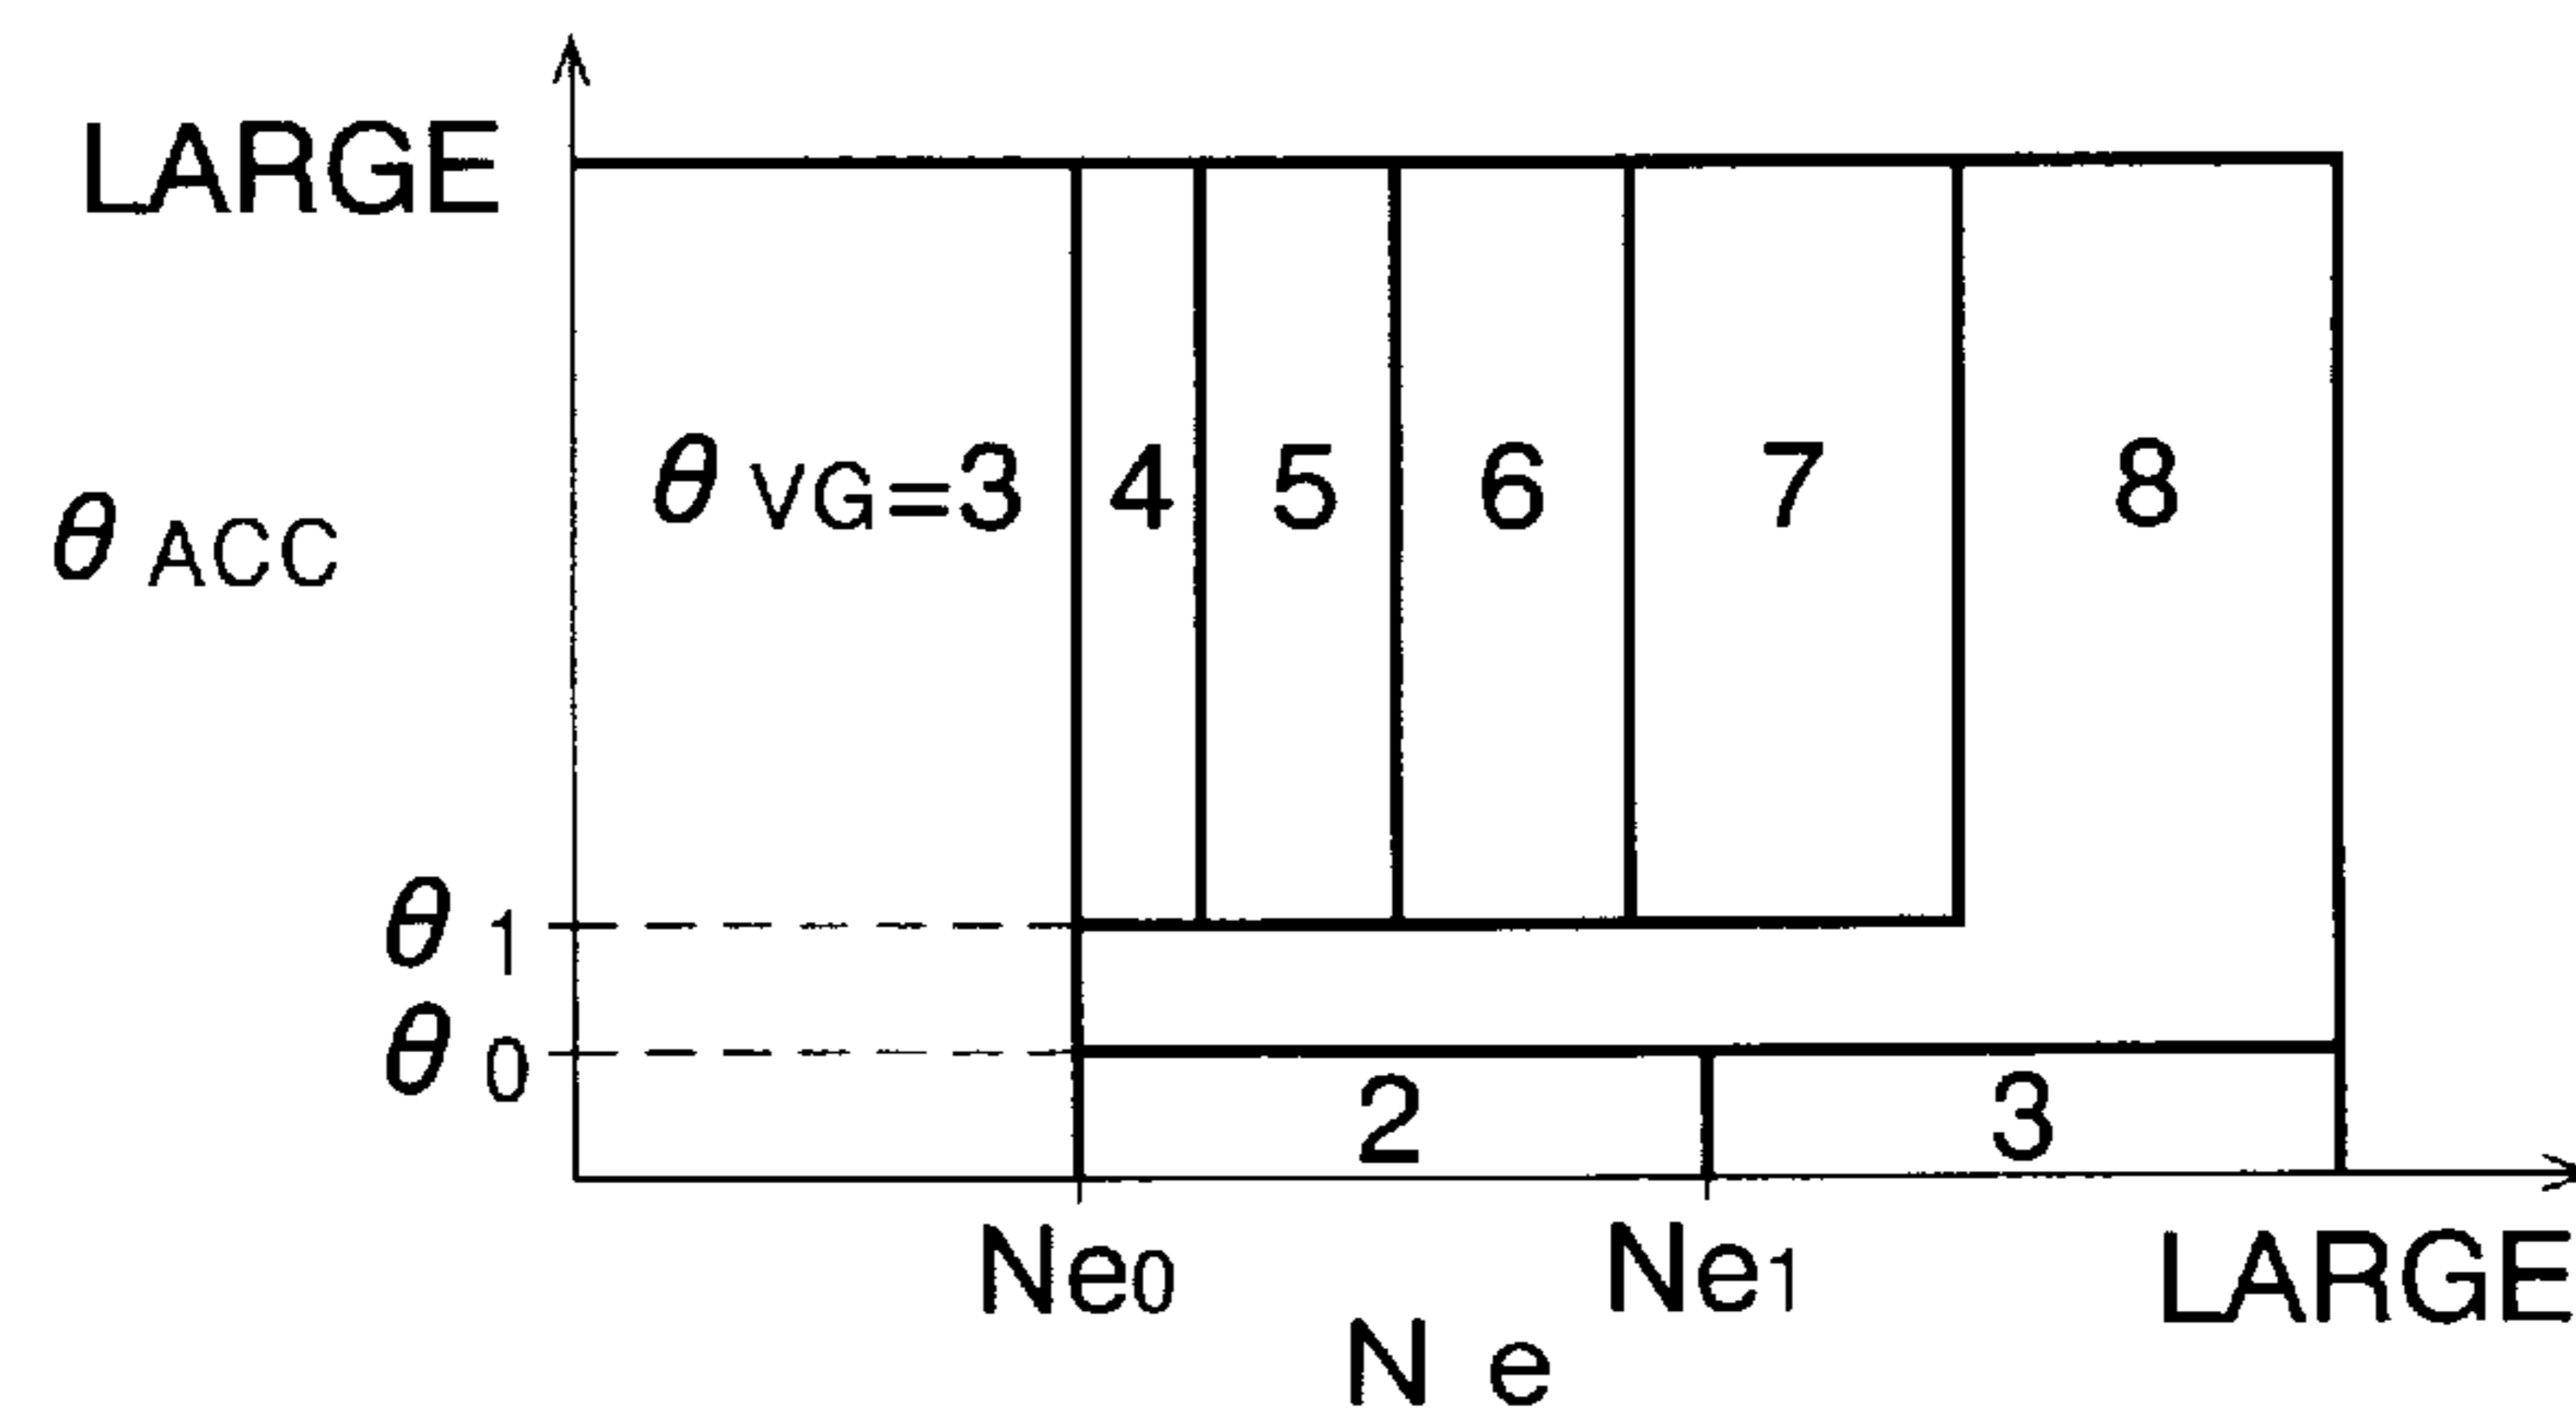 LARGE
θ VG=3 4 5 6 7 8
θ ACC
θ 1
θ 0
2 3
Ne0 Ne1
LARGE
N e